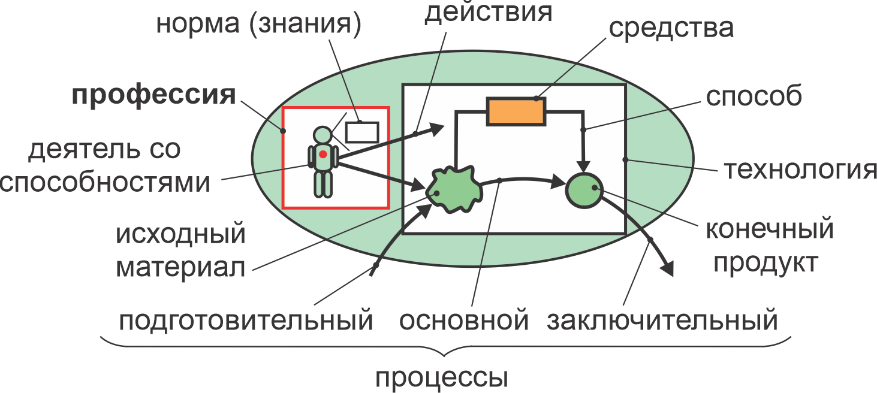 норма (знания)
действия
средства
профессия
способ
деятель со
способностями
технология
исходный
материал
конечный
продукт
подготовительный
основной
заключительный
процессы